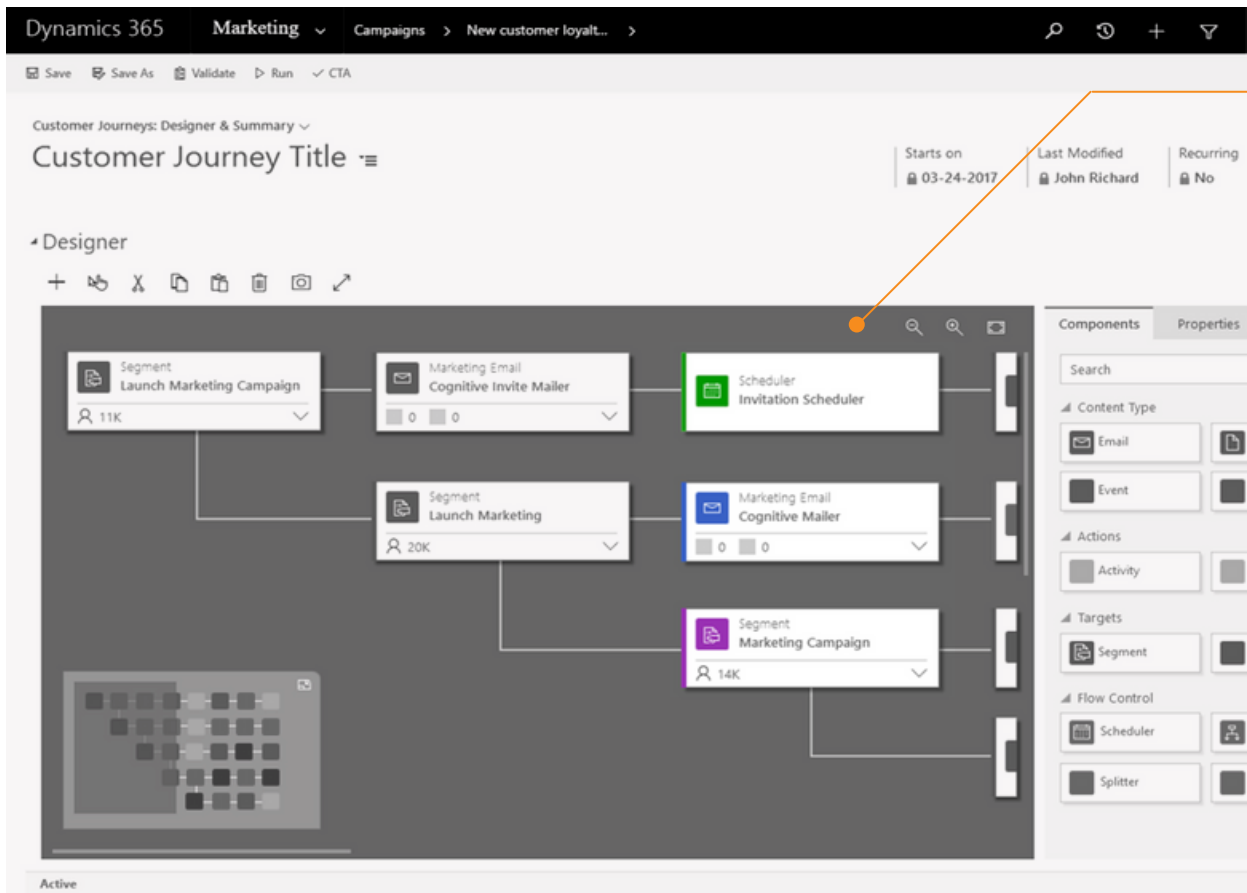 Dynamics 365 Marketing Campaigns > New customer loyalt... >
Save Save As Validate Run CTA
Customer Journeys: Designer & Summary
Customer Journey Title
Starts on Last Modified Recurring
03-24-2017 John Richard No
Designer
Components Properties
Search
Segment
Launch Marketing Campaign
11K
Marketing Email
Cognitive Invite Mailer
0 0
Scheduler
Invitation Scheduler
Segment
Launch Marketing
20K
Marketing Email
Cognitive Mailer
0 0
Segment
Marketing Campaign
14K
Content Type
Email
Event
Actions
Activity
Targets
Segment
Flow Control
Scheduler
Splitter
Active